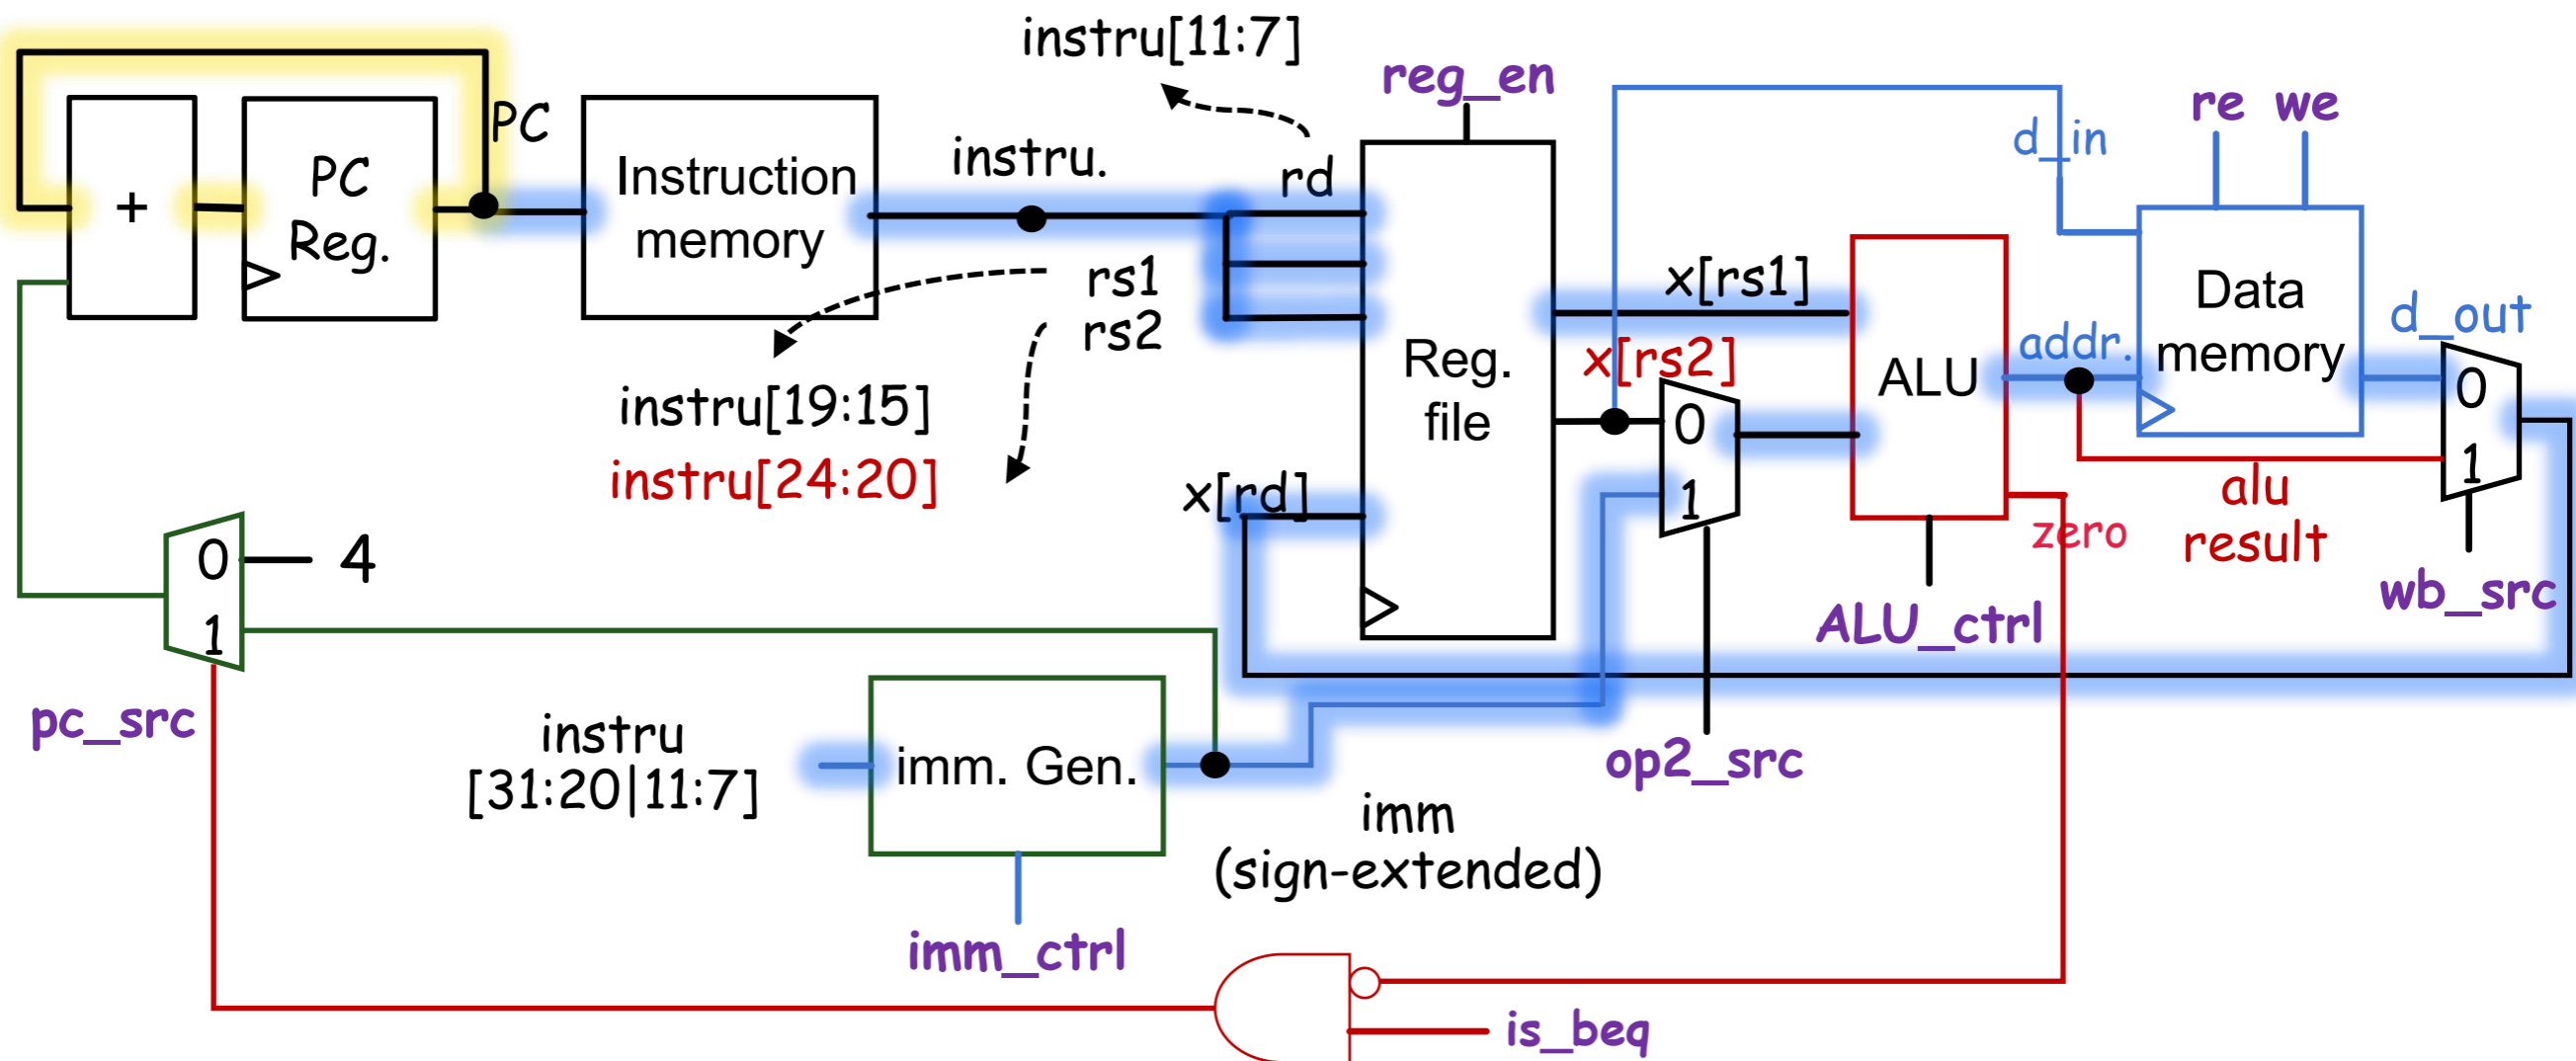 instru[11:7]
reg_en
re we
PC
d_in
PC
Reg.
+
Instruction
memory
instru.
rd
rs1
rs2
x[rs1]
x[rs2]
Reg.
file
ALU
addr.
Data
memory
d_out
0
1
0
1
instru[19:15]
instru[24:20]
x[rd]
zero
alu
result
wb_src
0
4
1
ALU_ctrl
pc_src
instru
[31:20|11:7]
imm. Gen.
op2_src
imm
(sign-extended)
imm_ctrl
is_beq